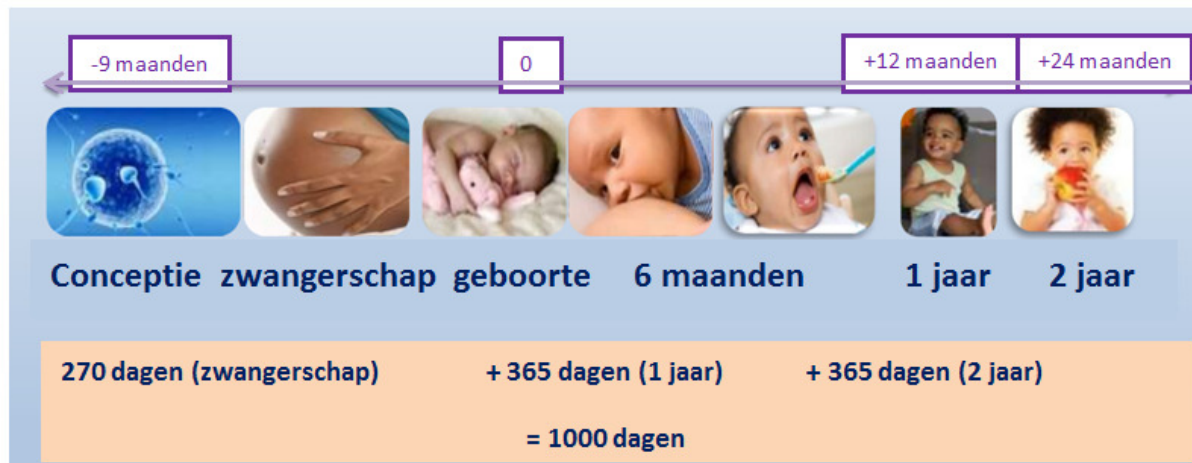 -9 maanden 0 +12 maanden +24 maanden
Conceptie zwangerschap geboorte 6 maanden 1 jaar 2 jaar
270 dagen (zwangerschap) + 365 dagen (1 jaar) + 365 dagen (2 jaar)
= 1000 dagen